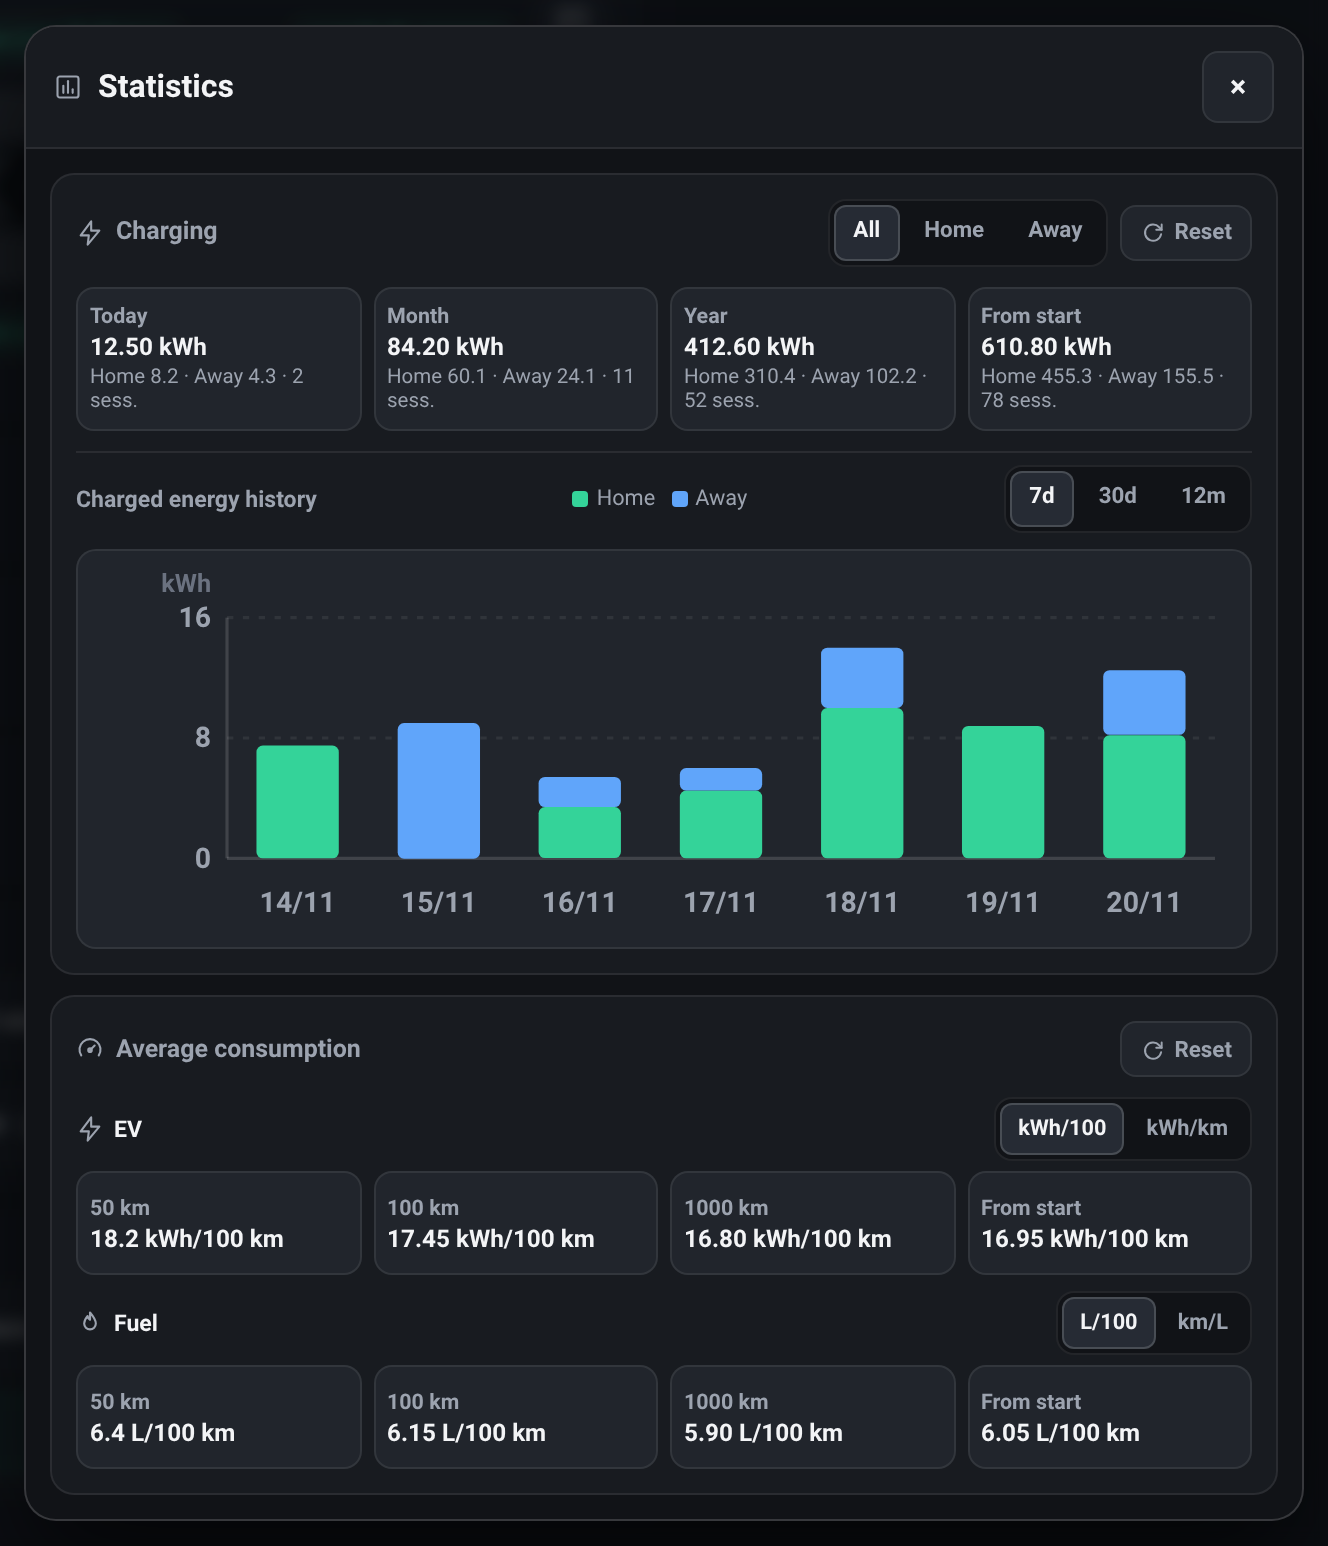 Statistics
×
Charging
All Home Away Reset
Today
12.50 kWh
Home 8.2 · Away 4.3 · 2
sess.
Month
84.20 kWh
Home 60.1 · Away 24.1 · 11
sess.
Year
412.60 kWh
Home 310.4 · Away 102.2 ·
52 sess.
From start
610.80 kWh
Home 455.3 · Away 155.5 ·
78 sess.
Charged energy history
Home Away
7d 30d 12m
kWh
16
8
0
14/11 15/11 16/11 17/11 18/11 19/11 20/11
Average consumption
Reset
EV
kWh/100 kWh/km
50 km
18.2 kWh/100 km
100 km
17.45 kWh/100 km
1000 km
16.80 kWh/100 km
From start
16.95 kWh/100 km
Fuel
L/100 km/L
50 km
6.4 L/100 km
100 km
6.15 L/100 km
1000 km
5.90 L/100 km
From start
6.05 L/100 km